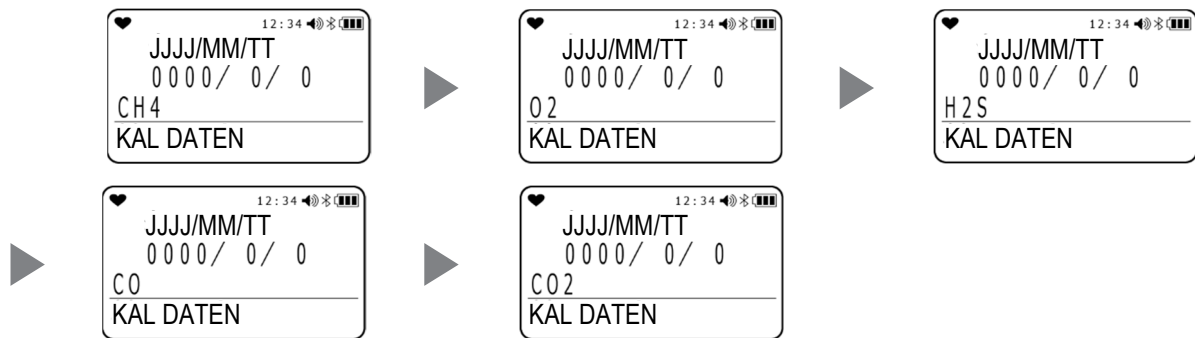 12:34
JJJJ/MM/TT
0000/ 0/ 0
CH4
KAL DATEN
12:34
JJJJ/MM/TT
0000/ 0/ 0
O2
KAL DATEN
12:34
JJJJ/MM/TT
0000/ 0/ 0
H2S
KAL DATEN
12:34
JJJJ/MM/TT
0000/ 0/ 0
CO
KAL DATEN
12:34
JJJJ/MM/TT
0000/ 0/ 0
CO2
KAL DATEN